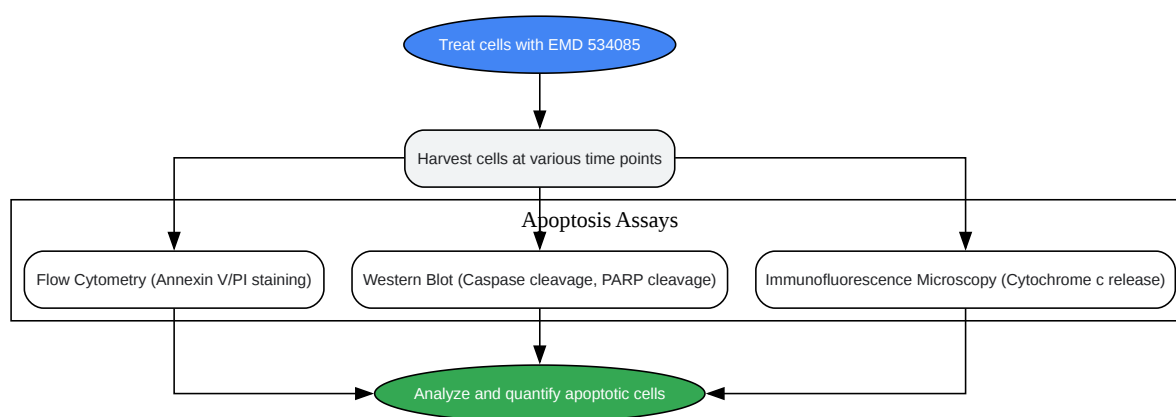 Treat cells with EMD 534085
Harvest cells at various time points
Apoptosis Assays
Flow Cytometry (Annexin V/PI staining)
Western Blot (Caspase cleavage, PARP cleavage)
Immunofluorescence Microscopy (Cytochrome c release)
Analyze and quantify apoptotic cells